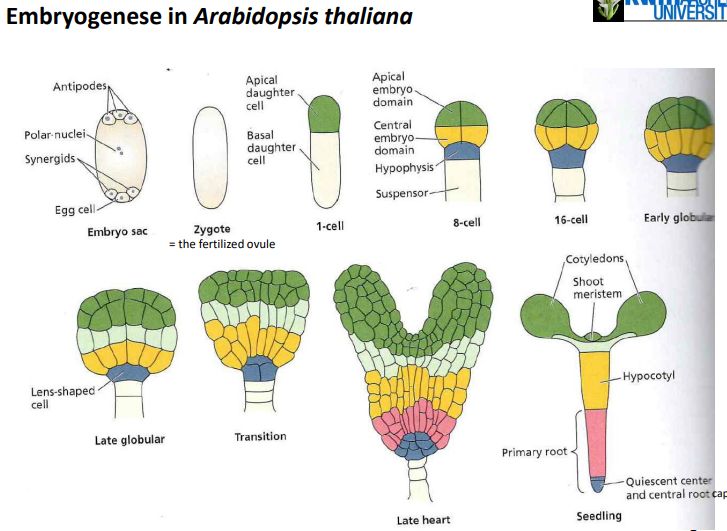 Embryogenese in Arabidopsis thaliana
UNIVERSIT
Antipodes
Polar-nuclei
Synergids
Egg cell
Embryo sac
Zygote
= the fertilized ovule
Apical
daughter
cell
Basal
daughter
cell
1-cell
Apical
embryo
domain
Central
embryo
domain
Hypophysis
Suspensor
8-cell
16-cell
Early globular
Lens-shaped
cell
Late globular
Transition
Late heart
Cotyledons
Shoot
meristem
Hypocotyl
Primary root
Quiescent center
and central root cap
Seedling